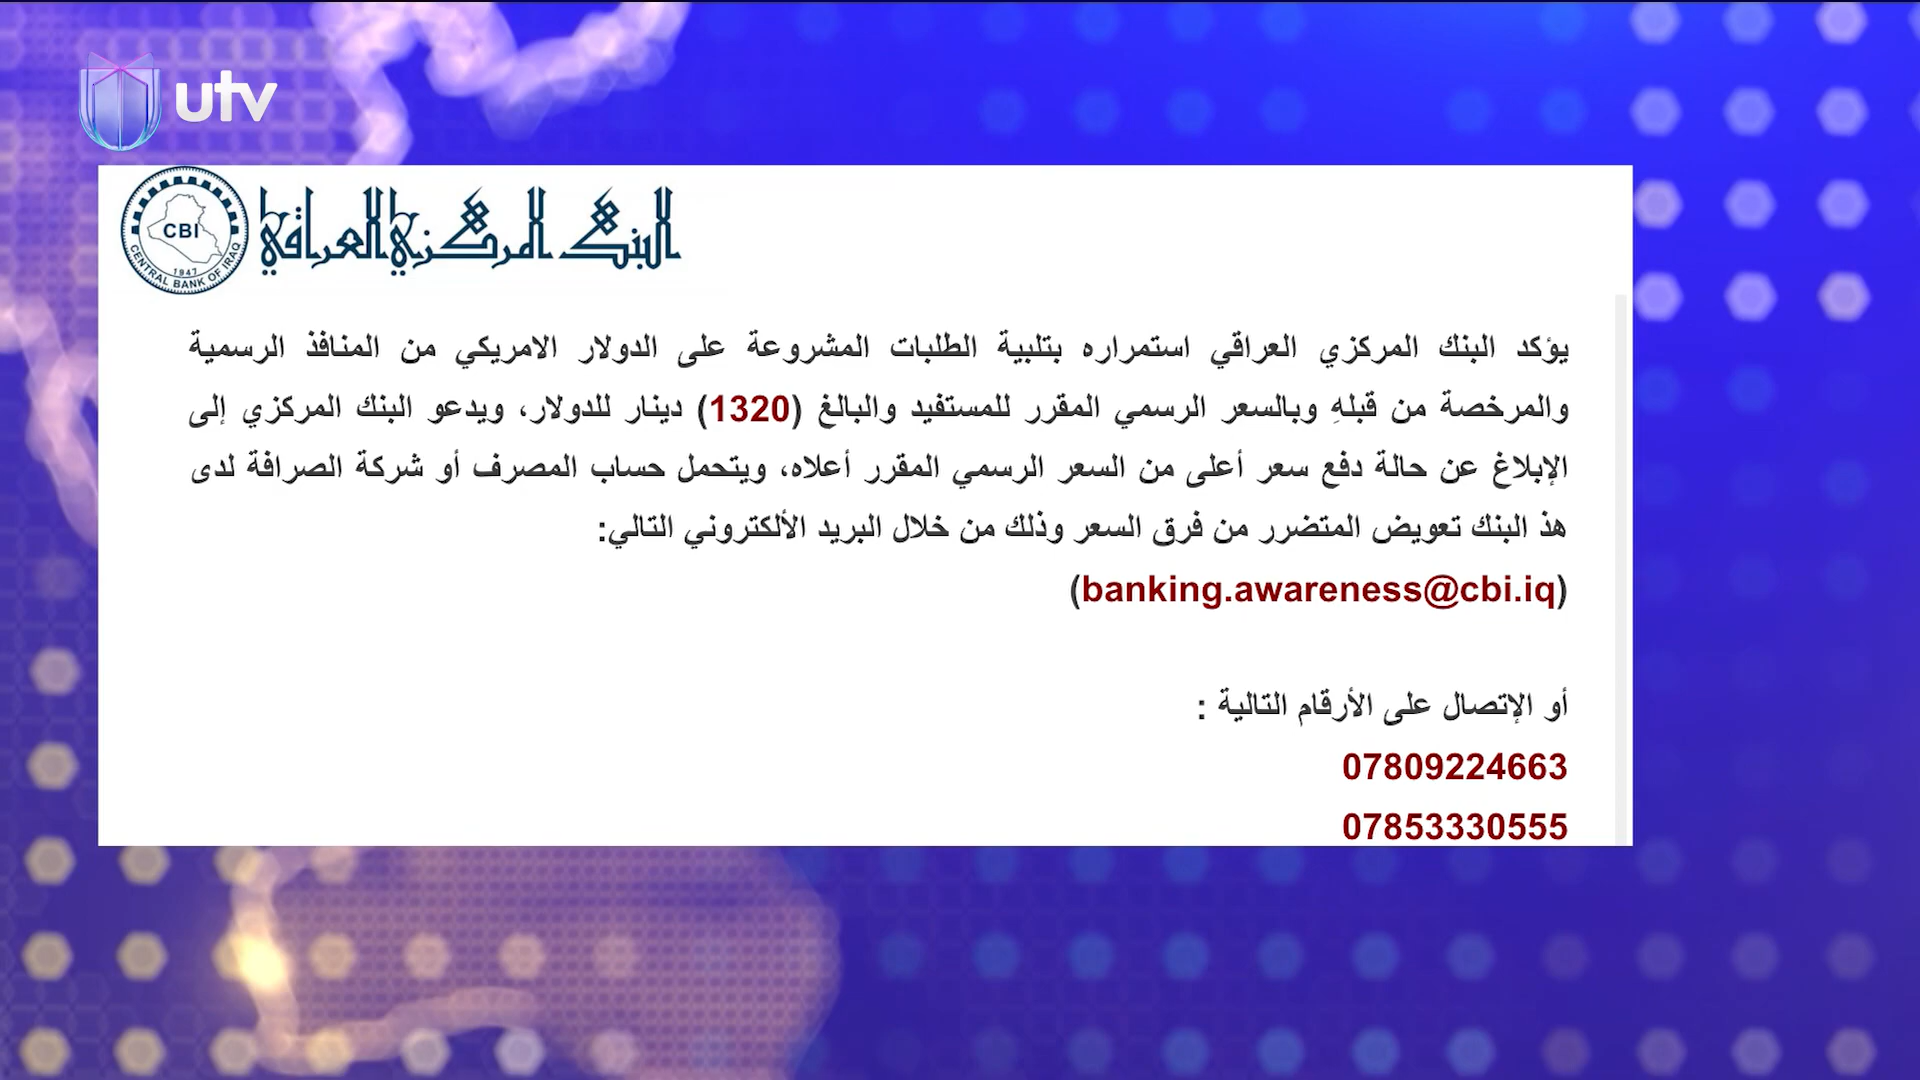 utv
CBI
1947
CENTRAL BANK OF IRAQ
البنك المركزي العراقي
يؤكد البنك المركزي العراقي استمراره بتلبية الطلبات المشروعة على الدولار الامريكي من المنافذ الرسمية
والمرخصة من قبلهِ وبالسعر الرسمي المقرر للمستفيد والبالغ (1320) دينار للدولار، ويدعو البنك المركزي إلى
الإبلاغ عن حالة دفع سعر أعلى من السعر الرسمي المقرر أعلاه، ويتحمل حساب المصرف أو شركة الصرافة لدى
هذ البنك تعويض المتضرر من فرق السعر وذلك من خلال البريد الألكتروني التالي:
(banking.awareness@cbi.iq)
أو الإتصال على الأرقام التالية :
07809224663
07853330555